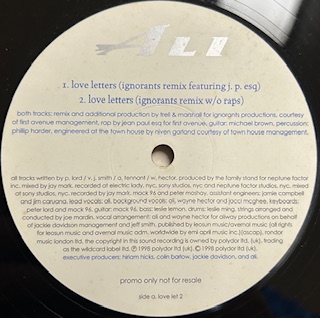 Ali
1. love letters (ignorants remix featuring j. p. esq)
2. love letters (ignorants remix w/o raps)
both tracks: remix and additional production by treli & marshall for ignorants productions, courtesy
of first avenue management, rap by jean paul esq for first avenue, guitar: michael brown, percussion:
phillip harder, engineered at the town house by niven garland courtesy of town house management.
all tracks written by p. lord / v. j. smith / a. tennant / w. hector. produced by the family stand for neptune factor
inc, mixed by jay mark. recorded at electric lady, nyc, sony studios, nyc and neptune factor studios, nyc, mixed
at sony studios, nyc, recorded by jay mark, mack 96 and peter moshay, assistant engineers: jamie campbell
and jim caruana, lead vocals: ali, background vocals: ali, wayne hector and jacci mcghee, keyboards:
peter lord and mack 96. guitar: mack 96, bass: leslie ming, string arranged and
conducted by joe mardin, vocal arrangement: ali and wayne hector for all way productions on behalf
of jackie davidson management and jeff smith, published by leosun and music/overnal music (all rights
for leosun and music/overnal music adm. worldwide by emi april music inc.)(ascap), rondor
music london ltd. the copyright in this sound recording is owned by polydor ltd (uk), trading
as the wildcard label ltd. ℗ 1998 polydor ltd (uk). © 1998 polydor ltd (uk).
executive producers: hiriam hicks, colin barlow, jackie davidson, and ali.
promo only not for resale
side a, love let 2